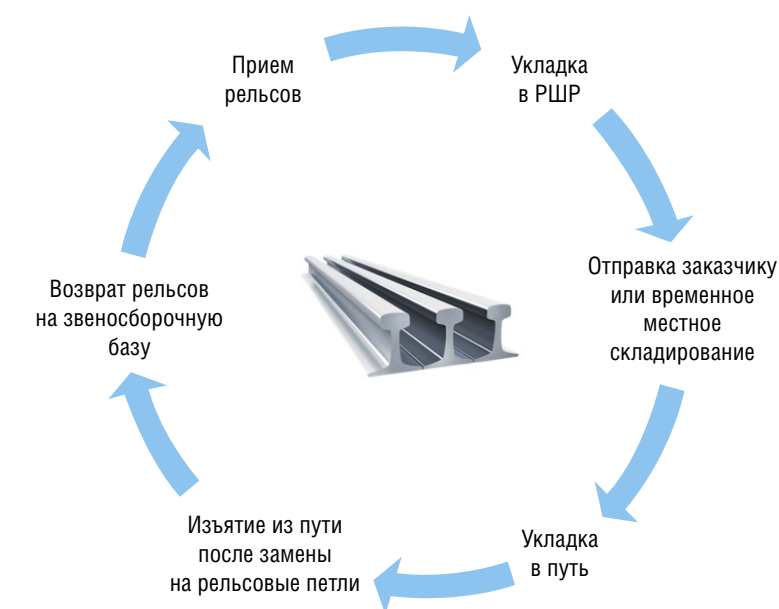 Прием
рельсов
Укладка
в РШР
Отправка заказчику
или временное
местное
складирование
Укладка
в путь
Изъятие из пути
после замены
на рельсовые петли
Возврат рельсов
на звеносборочную
базу